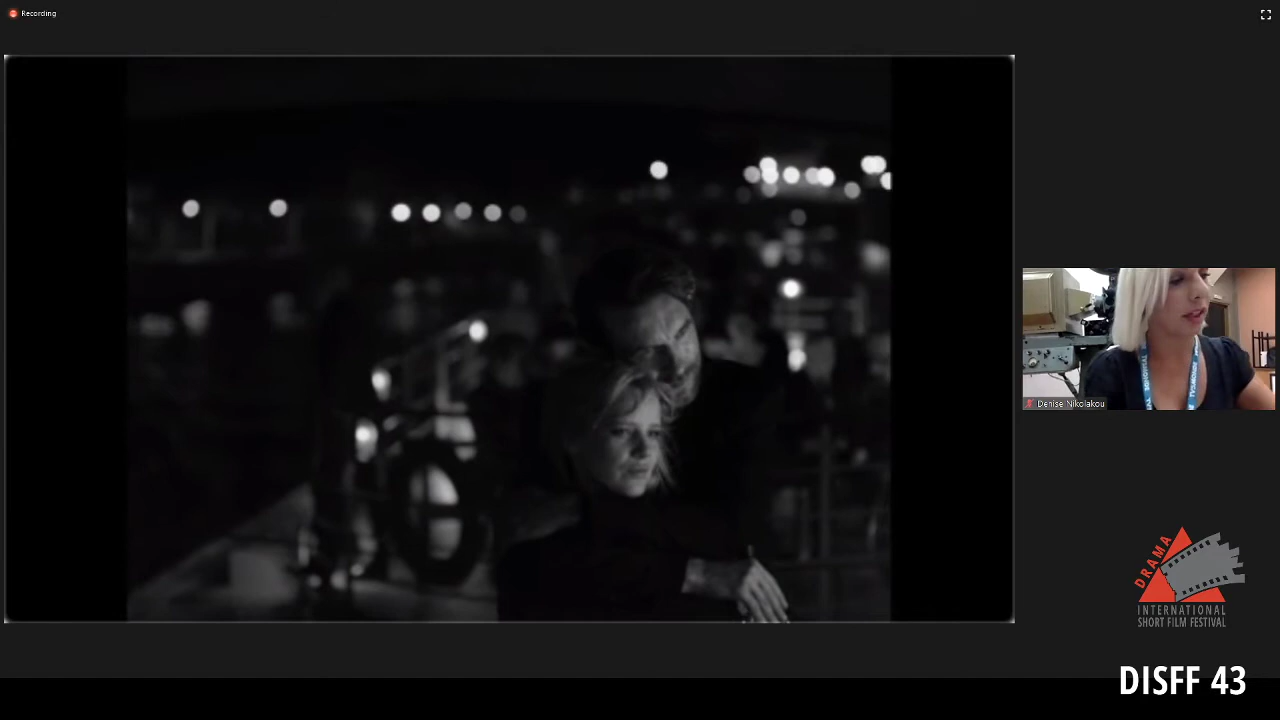 Recording
Denise Nikolakou
DRAMA
INTERNATIONAL
SHORT FILM FESTIVAL
DISFF 43